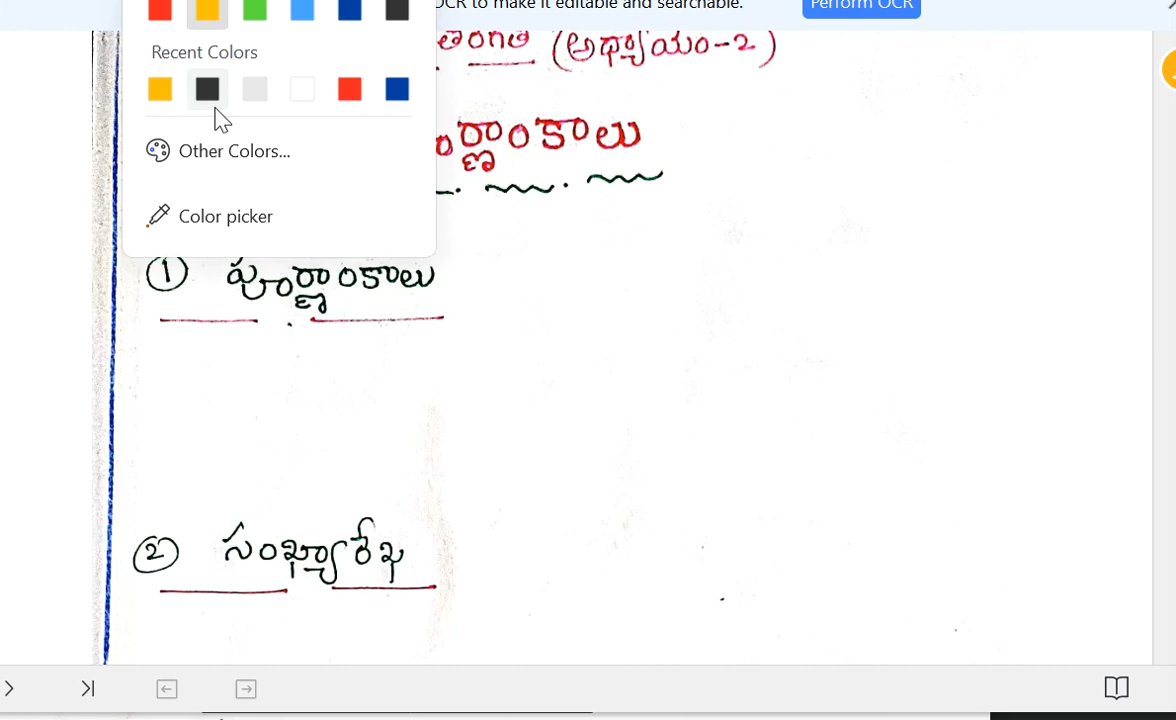 OCR to make it editable and searchable.
Perform OCR
Recent Colors
(అధ్యాయం-2)
Other Colors...
Color picker
① పూర్ణాంకాలు
② సంఖ్యారేఖ